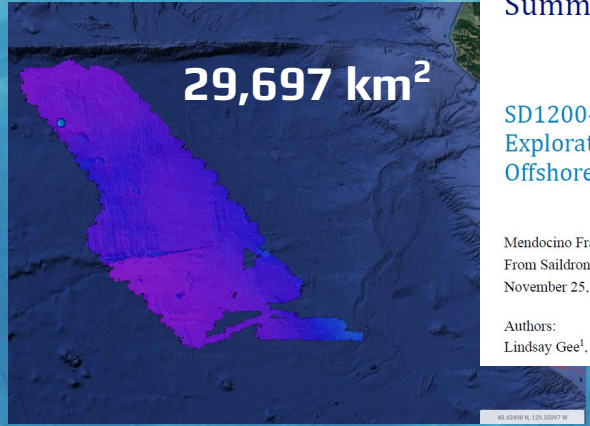 29,697 km²
Summ
SD1200-
Explorat
Offshore
Mendocino Fra
From Saildron
November 25,
Authors:
Lindsay Gee¹,
40.42498 N, 129.35097 W